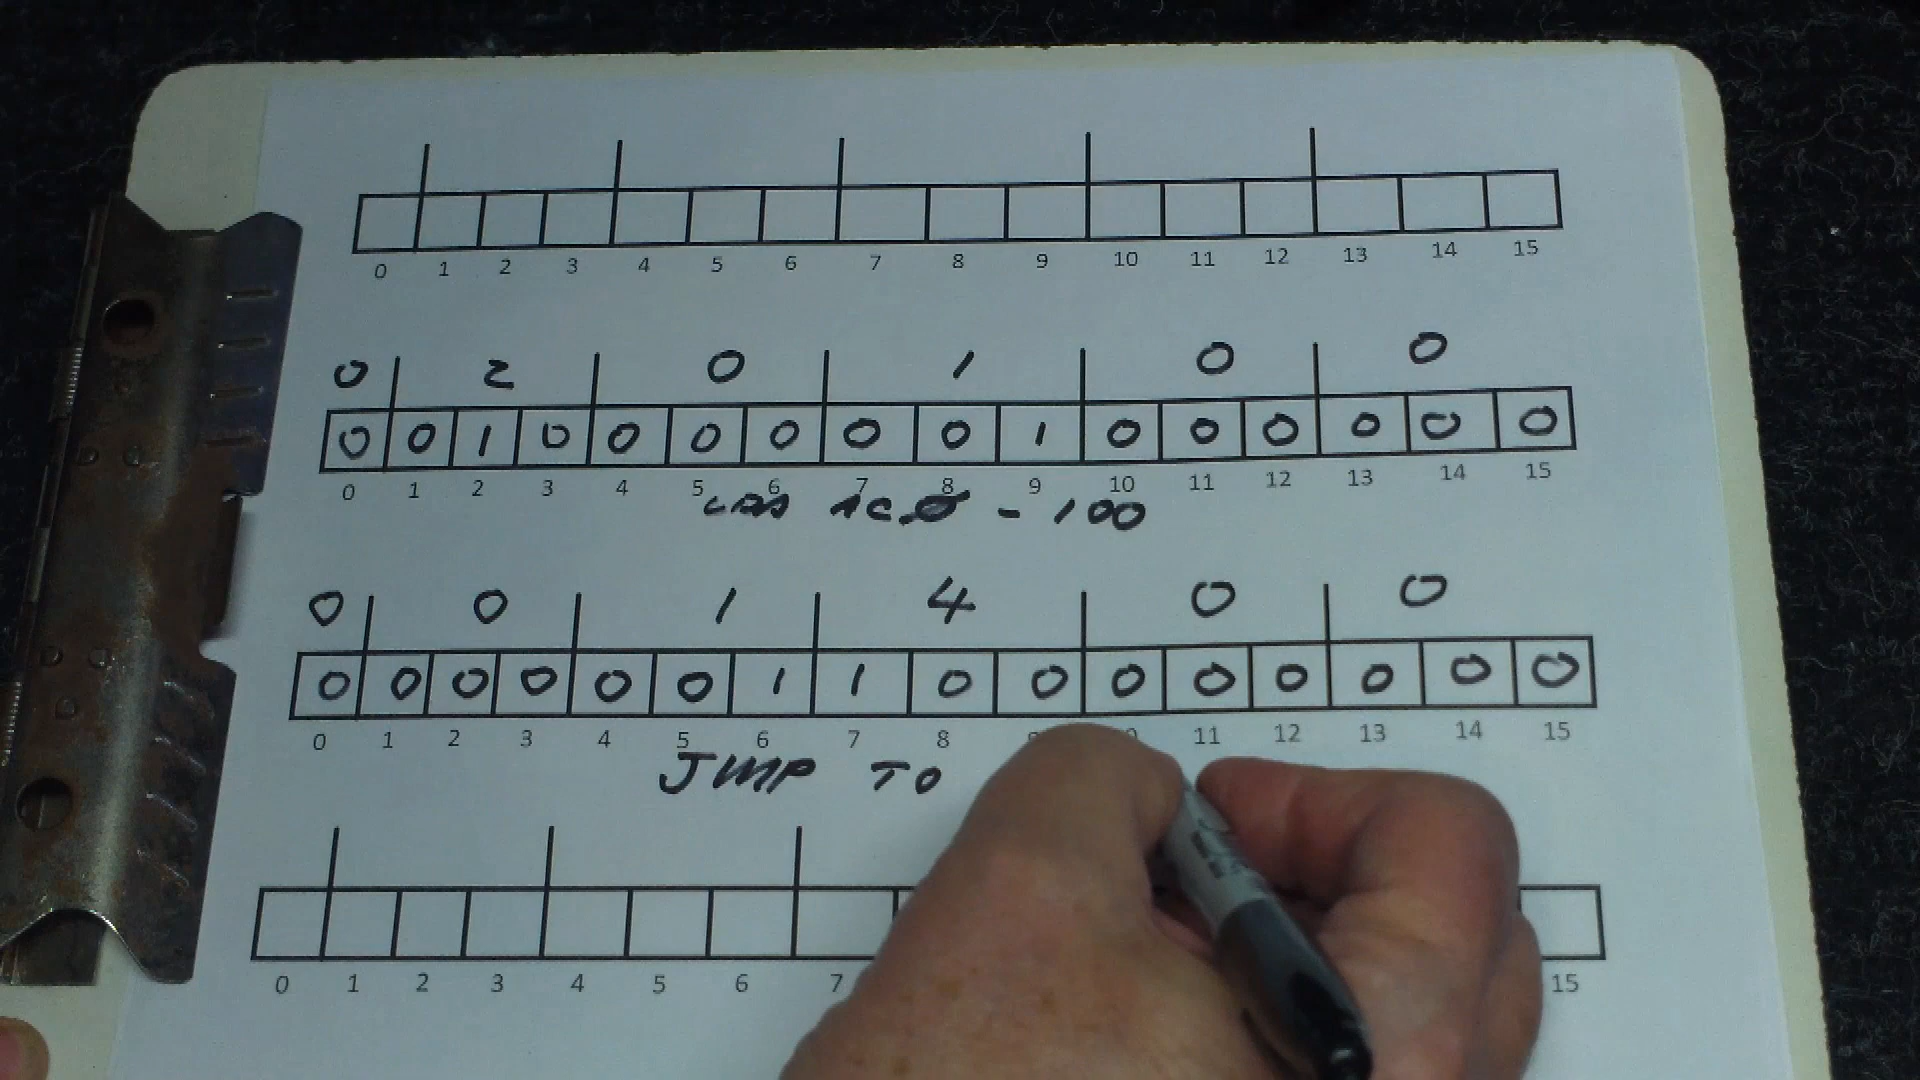 0 1 2 3 4 5 6 7 8 9 10 11 12 13 14 15
0 2 0 1 0 0
0 0 1 0 0 0 0 0 0 1 0 0 0 0 0 0
0 1 2 3 4 5 6 7 8 9 10 11 12 13 14 15
- 100
0 0 1 4 0 0
0 0 0 0 0 0 1 1 0 0 0 0 0 0 0 0
0 1 2 3 4 5 6 7 8 11 12 13 14 15
JMP TO
0 1 2 3 4 5 6 7 15